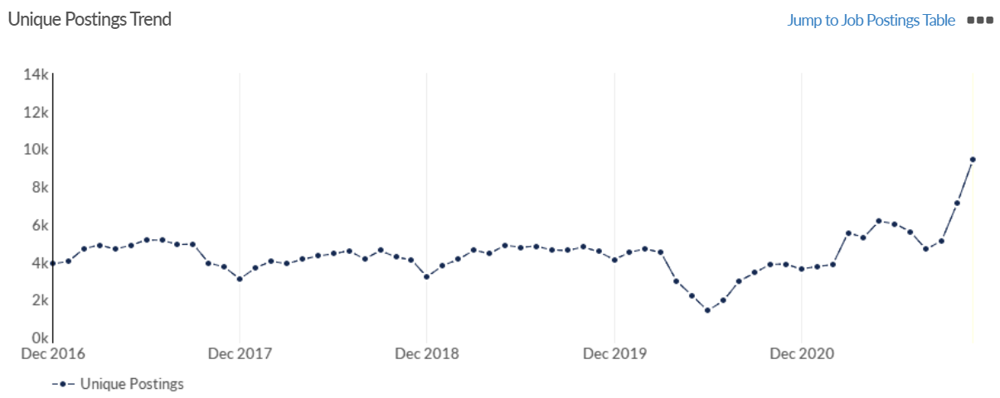 Unique Postings Trend
Jump to Job Postings Table
14k
12k
10k
8k
6k
4k
2k
0k
Dec 2016 Dec 2017 Dec 2018 Dec 2019 Dec 2020
Unique Postings